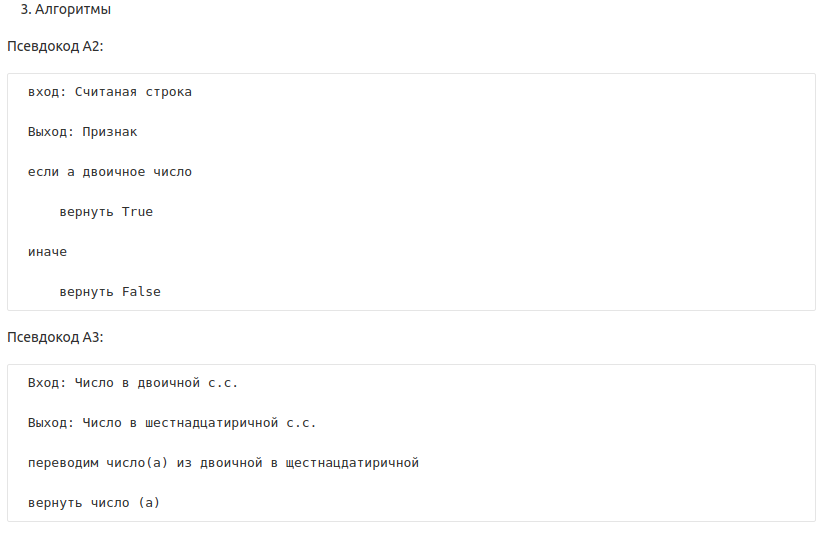 3. Алгоритмы
Псевдокод А2:
вход: Считаная строка
Выход: Признак
если а двоичное число
вернуть True
иначе
вернуть False
Псевдокод А3:
Вход: Число в двоичной с.с.
Выход: Число в шестнадцатиричной с.с.
переводим число(а) из двоичной в щестнацдатиричной
вернуть число (а)